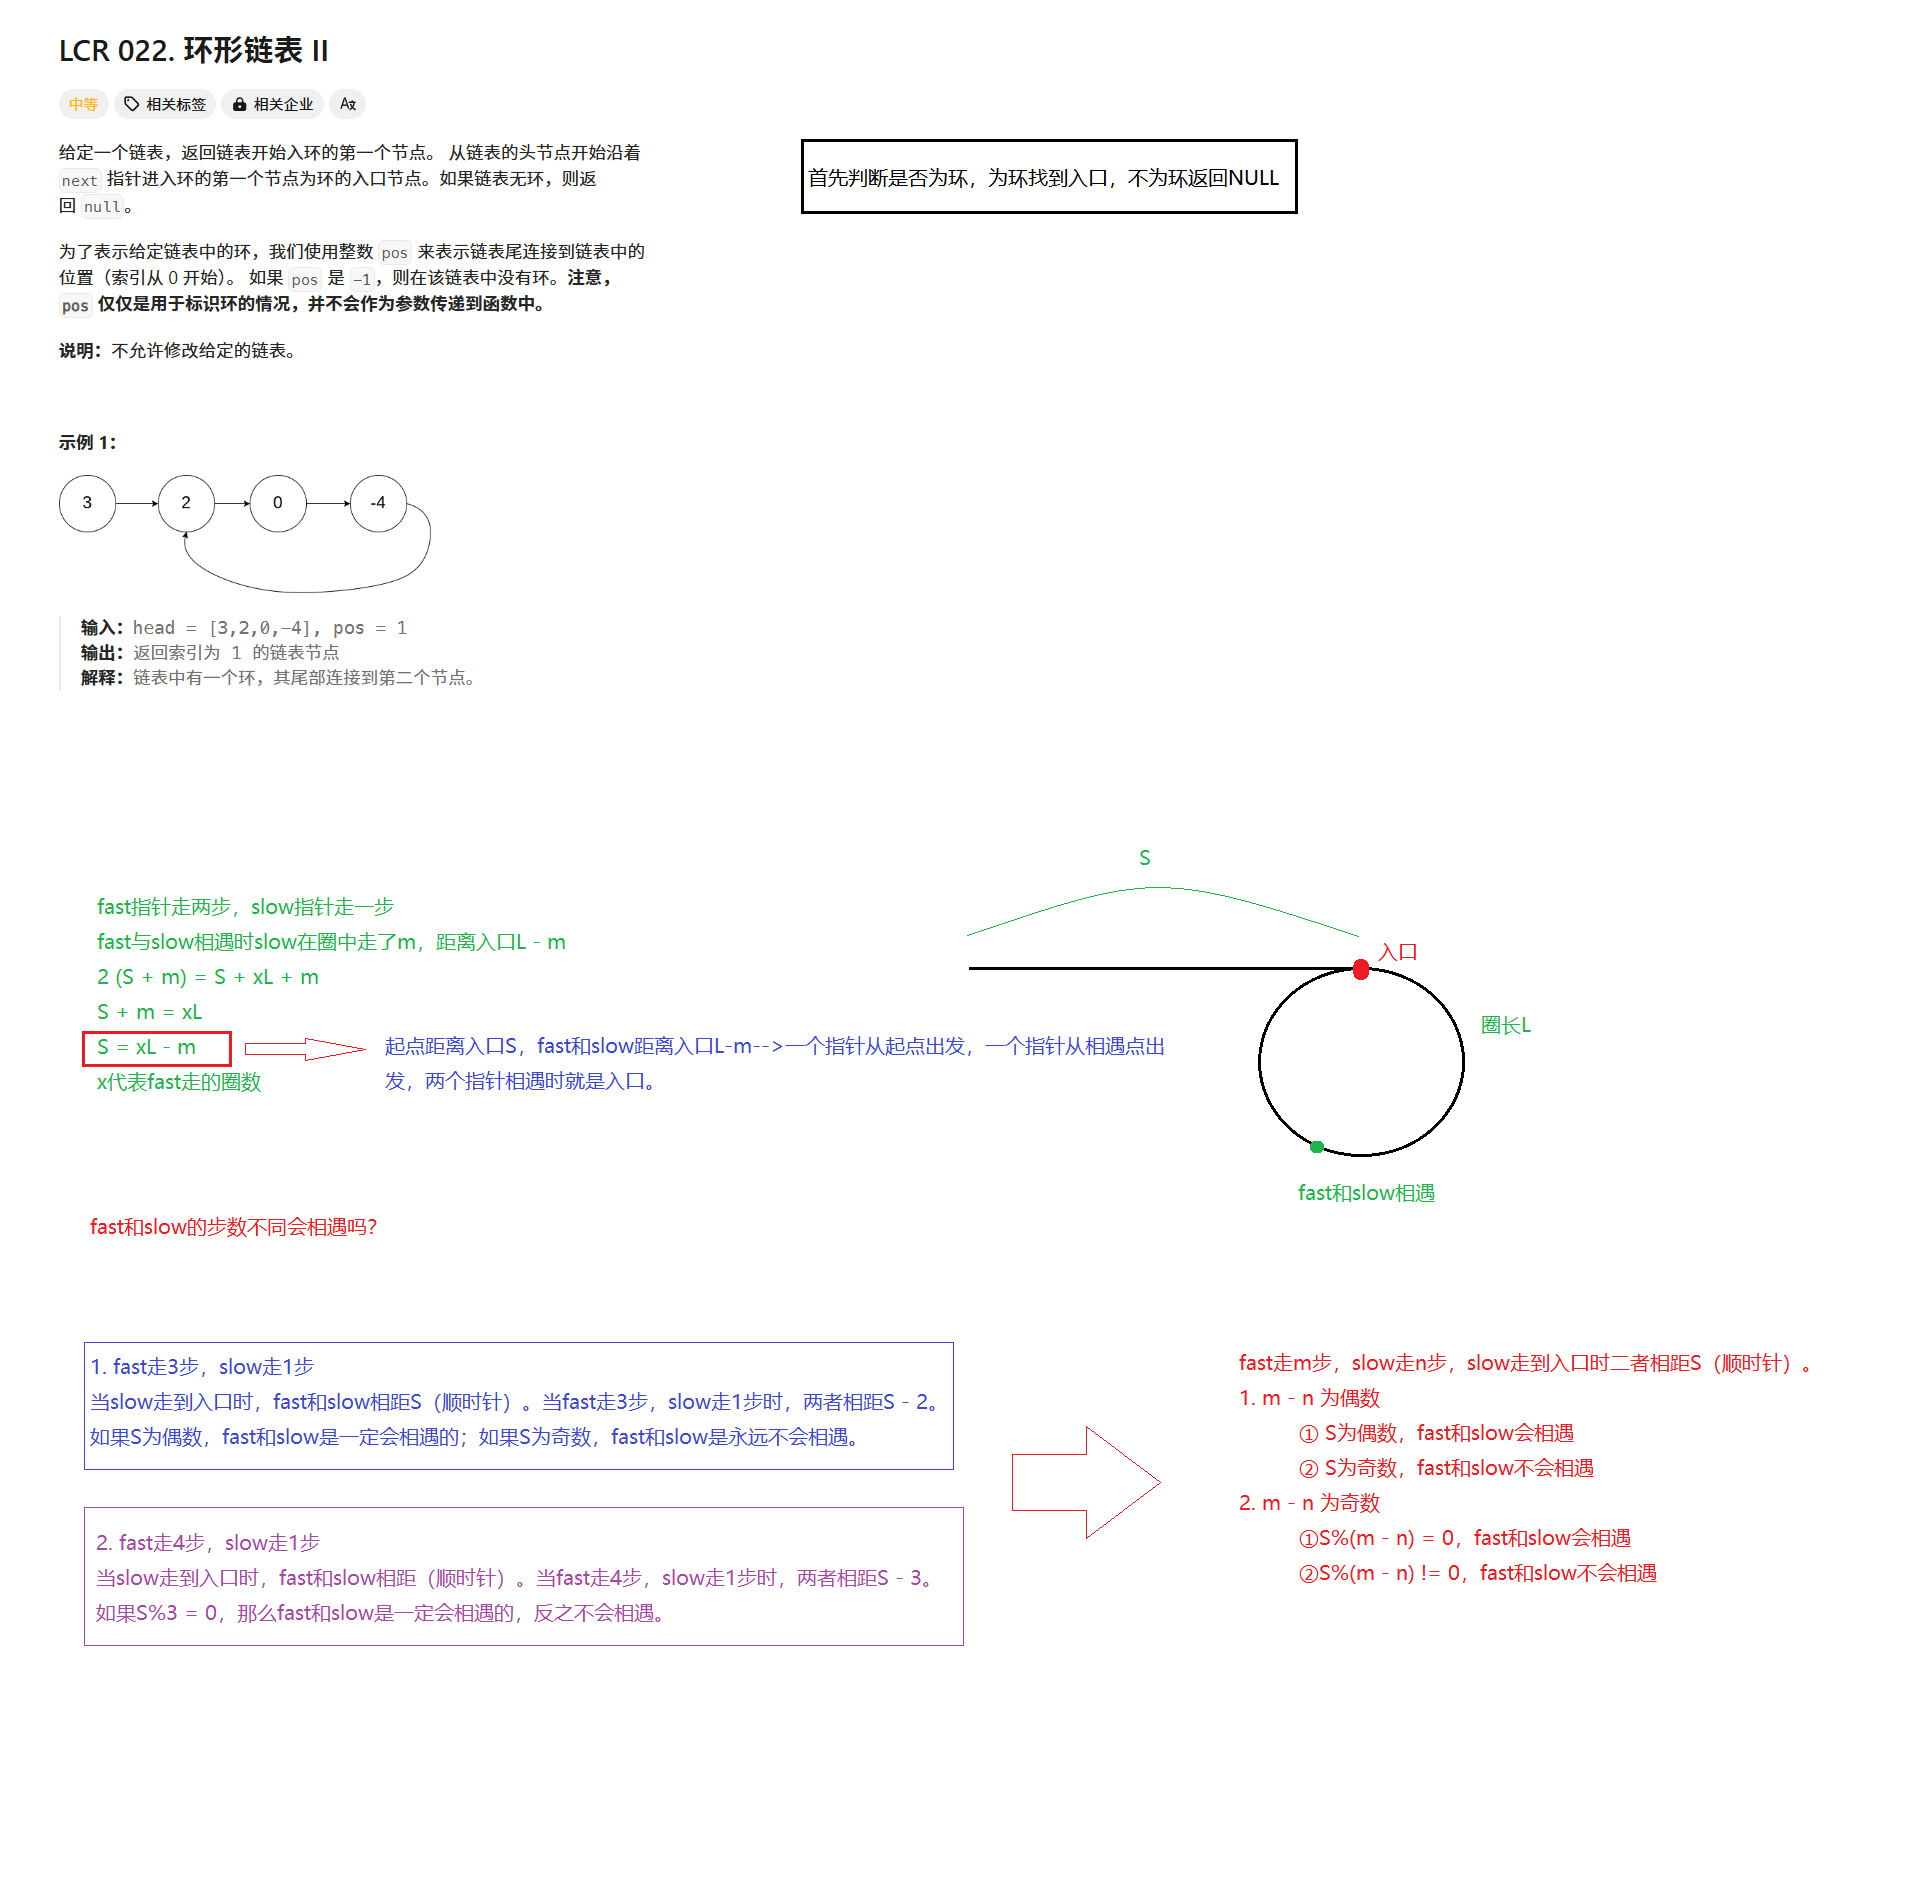 LCR 022. 环形链表 II
中等 相关标签 相关企业
给定一个链表，返回链表开始入环的第一个节点。 从链表的头节点开始沿着
next 指针进入环的第一个节点为环的入口节点。如果链表无环，则返
回 null。
首先判断是否为环，为环找到入口，不为环返回NULL
为了表示给定链表中的环，我们使用整数 pos 来表示链表尾连接到链表中的
位置（索引从 0 开始）。 如果 pos 是 -1，则在该链表中没有环。注意，
pos 仅仅是用于标识环的情况，并不会作为参数传递到函数中。
说明：不允许修改给定的链表。
示例 1：
3 2 0 -4
输入：head = [3,2,0,-4], pos = 1
输出：返回索引为 1 的链表节点
解释：链表中有一个环，其尾部连接到第二个节点。
S
fast指针走两步，slow指针走一步
fast与slow相遇时slow在圈中走了m，距离入口L - m
2 (S + m) = S + xL + m
S + m = xL
S = xL - m
x代表fast走的圈数
起点距离入口S，fast和slow距离入口L-m-->一个指针从起点出发，一个指针从相遇点出
发，两个指针相遇时就是入口。
入口
圈长L
fast和slow相遇
fast和slow的步数不同会相遇吗？
1. fast走3步，slow走1步
当slow走到入口时，fast和slow相距S（顺时针）。当fast走3步，slow走1步时，两者相距S - 2。
如果S为偶数，fast和slow是一定会相遇的；如果S为奇数，fast和slow是永远不会相遇。
2. fast走4步，slow走1步
当slow走到入口时，fast和slow相距（顺时针）。当fast走4步，slow走1步时，两者相距S - 3。
如果S%3 = 0，那么fast和slow是一定会相遇的，反之不会相遇。
fast走m步，slow走n步，slow走到入口时二者相距S（顺时针）。
1. m - n 为偶数
① S为偶数，fast和slow会相遇
② S为奇数，fast和slow不会相遇
2. m - n 为奇数
①S%(m - n) = 0，fast和slow会相遇
②S%(m - n) != 0，fast和slow不会相遇